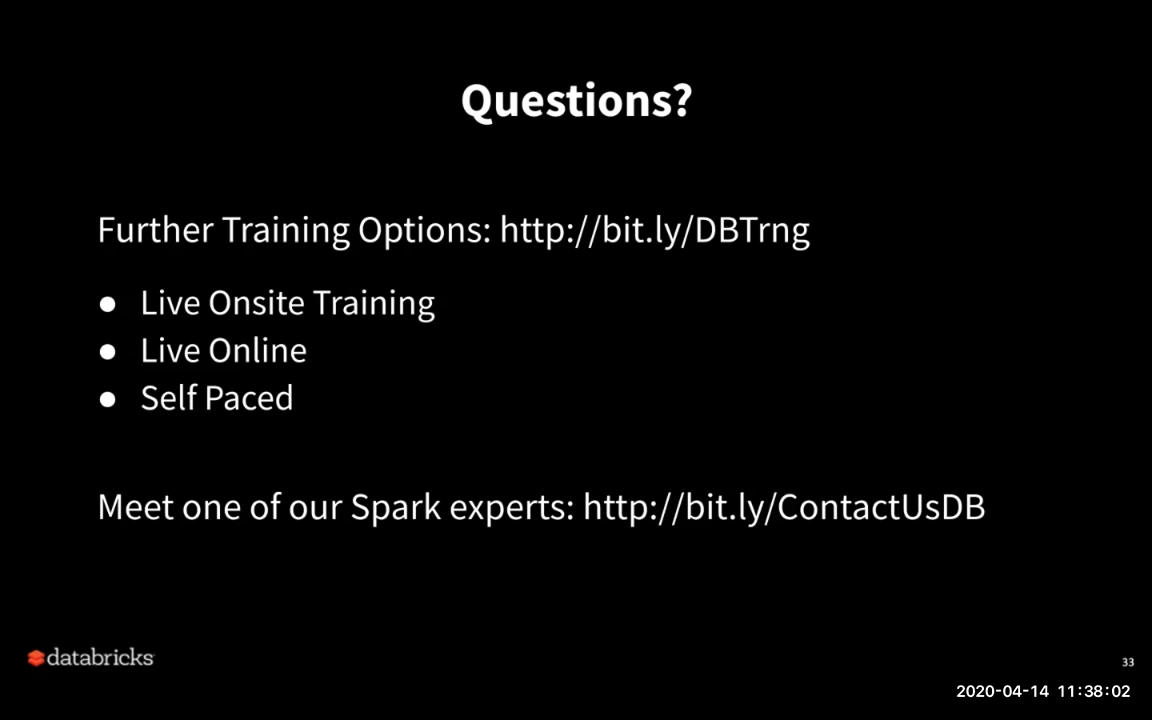 Questions?
Further Training Options: http://bit.ly/DBTrng
● Live Onsite Training
● Live Online
● Self Paced
Meet one of our Spark experts: http://bit.ly/ContactUsDB
databricks
33
2020-04-14 11:38:02